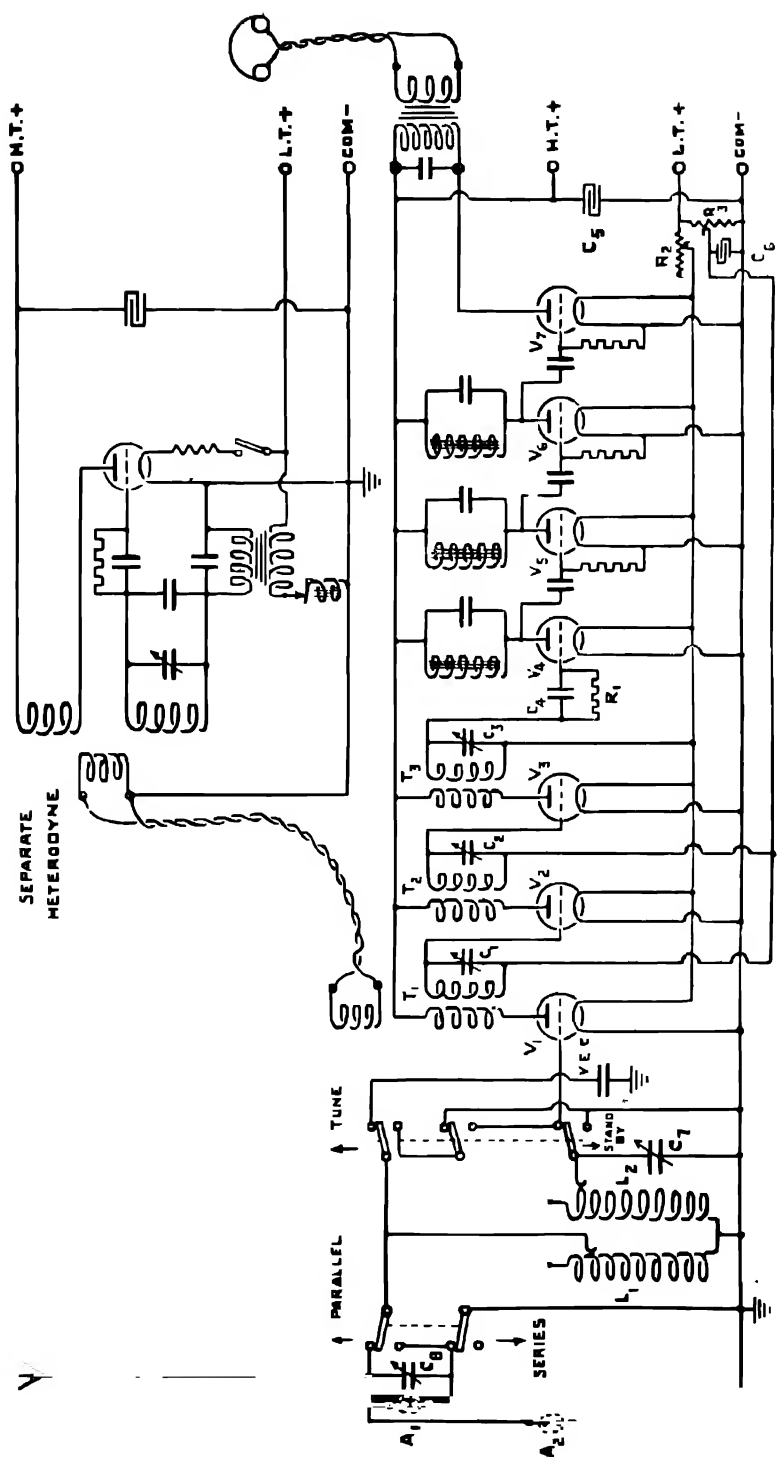 SEPARATE
HETERODYNE
H.T.+
L.T.+
COM-
PARALLEL
SERIES
TUNE
STAND
BY
A1
A2
C8
L1
L2
C7
V.E.C
V1
T1
C1
V2
T2
C2
V3
T3
C3
C4
R1
V4
V5
V6
V7
H.T.+
C5
L.T.+
R2
R3
COM-
C6